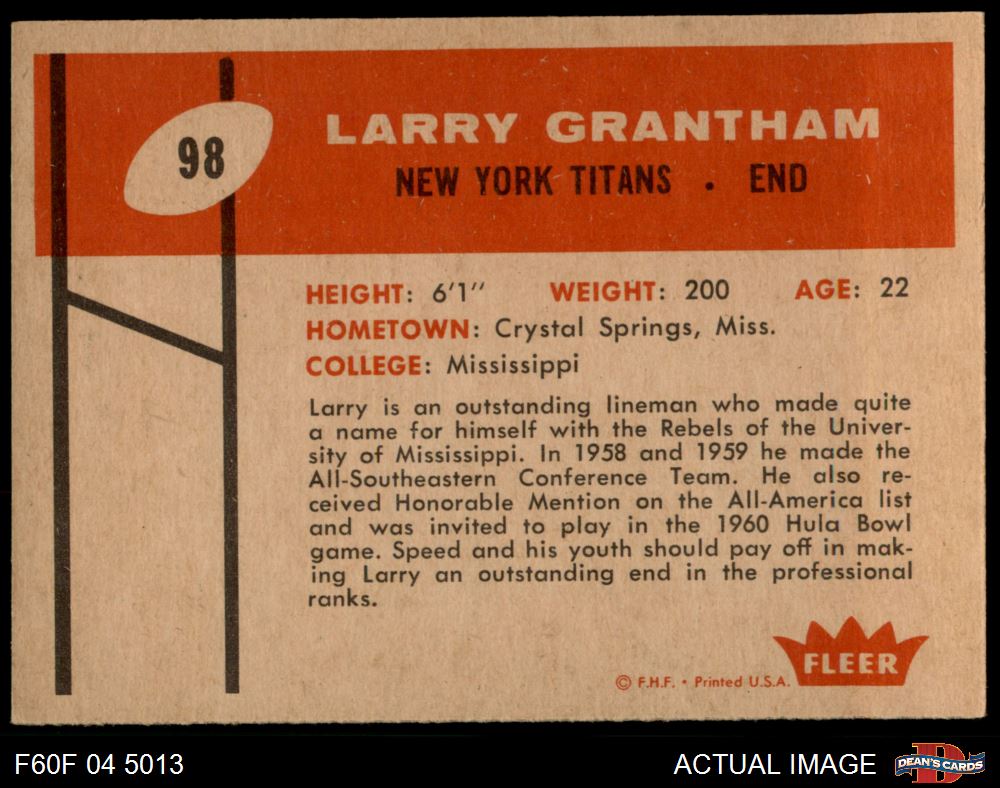 98
LARRY GRANTHAM
NEW YORK TITANS . END
HEIGHT: 6'1" WEIGHT: 200 AGE: 22
HOMETOWN: Crystal Springs, Miss.
COLLEGE: Mississippi
Larry is an outstanding lineman who made quite
a name for himself with the Rebels of the Univer-
sity of Mississippi. In 1958 and 1959 he made the
All-Southeastern Conference Team. He also re-
ceived Honorable Mention on the All-America list
and was invited to play in the 1960 Hula Bowl
game. Speed and his youth should pay off in mak-
ing Larry an outstanding end in the professional
ranks.
FLEER
© F.H.F. • Printed U.S.A.
F60F 04 5013 ACTUAL IMAGE
D
DEAN'S CARDS